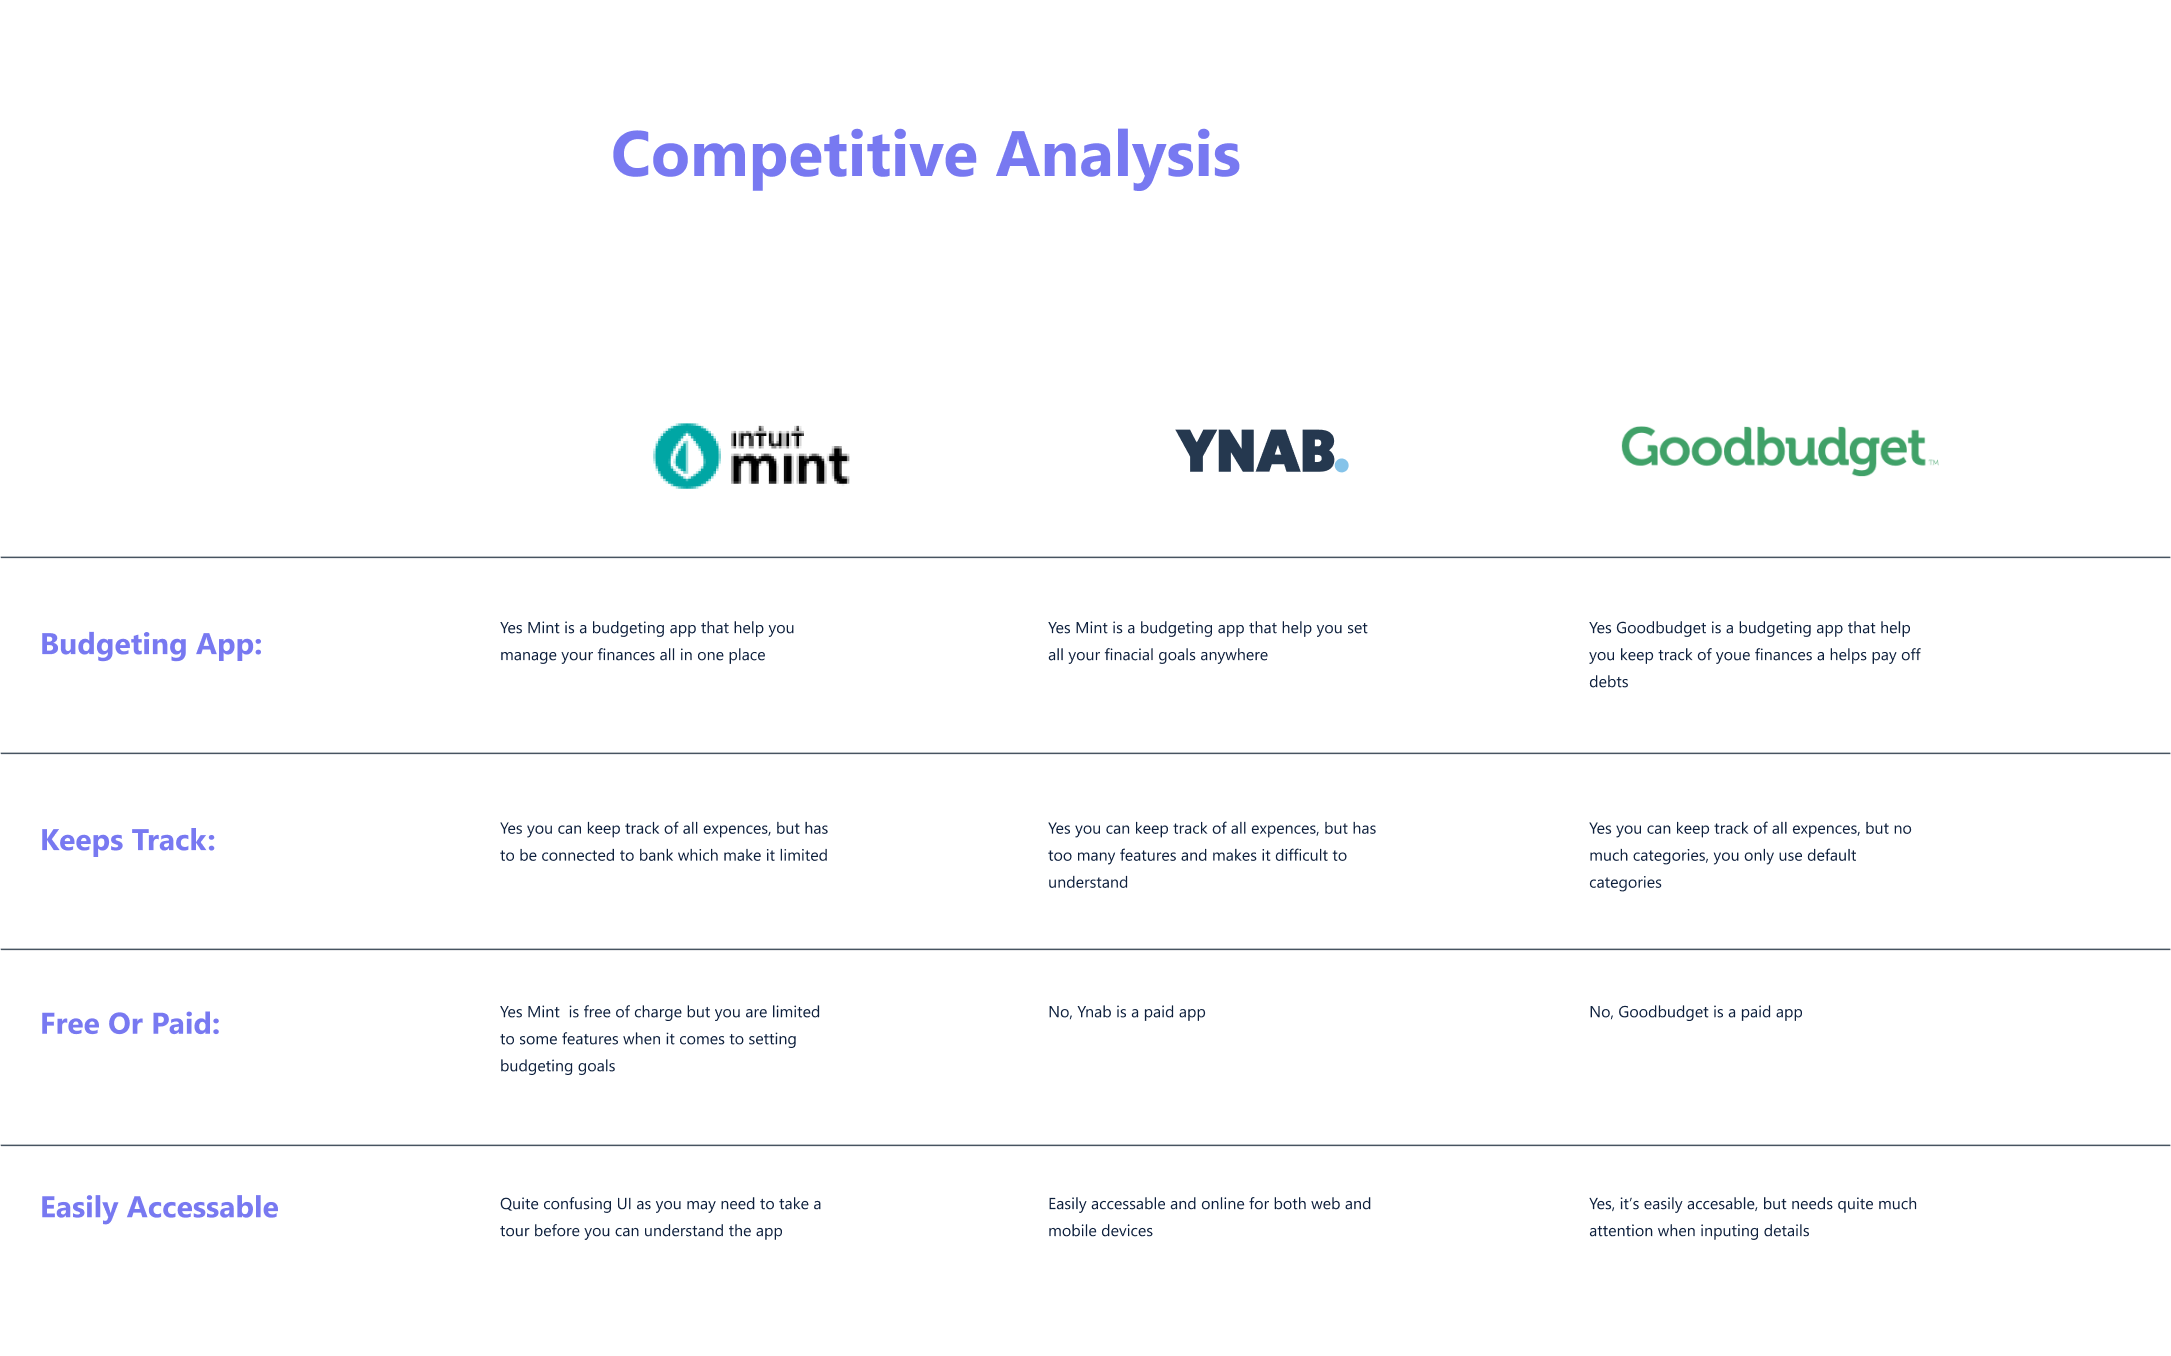 Competitive Analysis
intuit
mint
YNAB.
Goodbudget™
Budgeting App:
Yes Mint is a budgeting app that help you
manage your finances all in one place
Yes Mint is a budgeting app that help you set
all your finacial goals anywhere
Yes Goodbudget is a budgeting app that help
you keep track of youe finances a helps pay off
debts
Keeps Track:
Yes you can keep track of all expences, but has
to be connected to bank which make it limited
Yes you can keep track of all expences, but has
too many features and makes it difficult to
understand
Yes you can keep track of all expences, but no
much categories, you only use default
categories
Free Or Paid:
Yes Mint  is free of charge but you are limited
to some features when it comes to setting
budgeting goals
No, Ynab is a paid app
No, Goodbudget is a paid app
Easily Accessable
Quite confusing UI as you may need to take a
tour before you can understand the app
Easily accessable and online for both web and
mobile devices
Yes, it’s easily accesable, but needs quite much
attention when inputing details